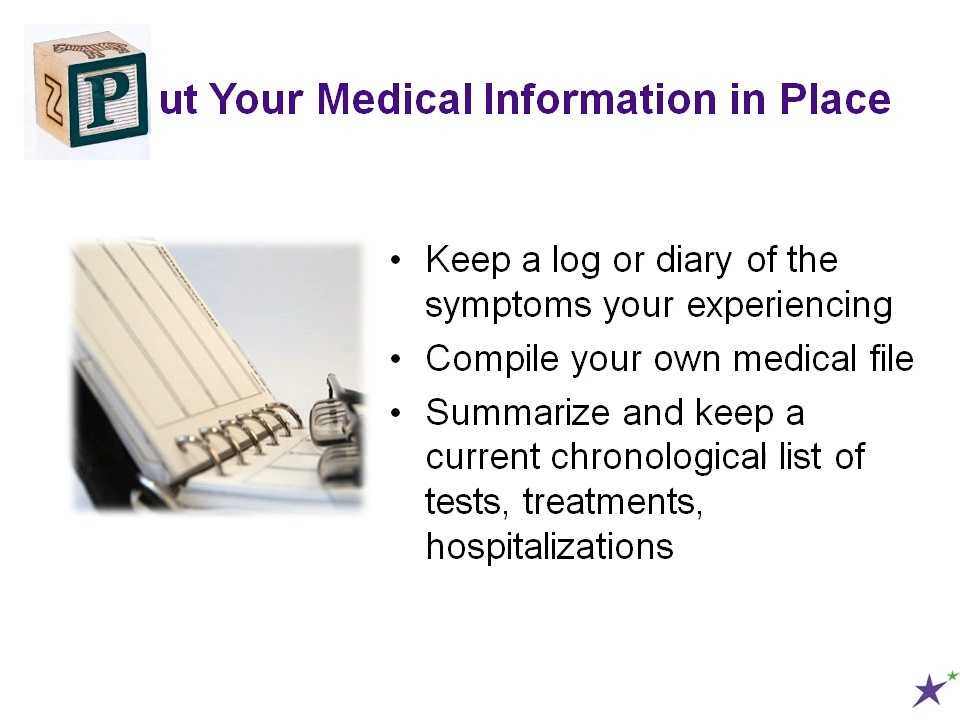 Z P ut Your Medical Information in Place
• Keep a log or diary of the
symptoms your experiencing
• Compile your own medical file
• Summarize and keep a
current chronological list of
tests, treatments,
hospitalizations